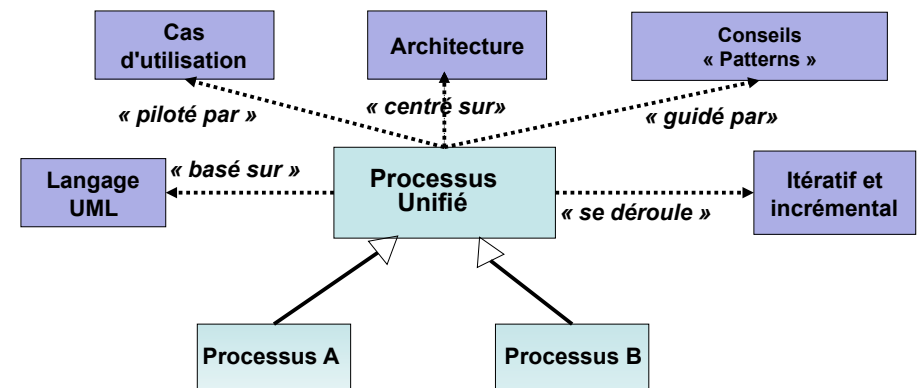 Cas
d'utilisation
Architecture
Conseils
« Patterns »
« piloté par »
« centré sur»
« guidé par»
Langage
UML
« basé sur »
Processus
Unifié
« se déroule »
Itératif et
incrémental
Processus A
Processus B